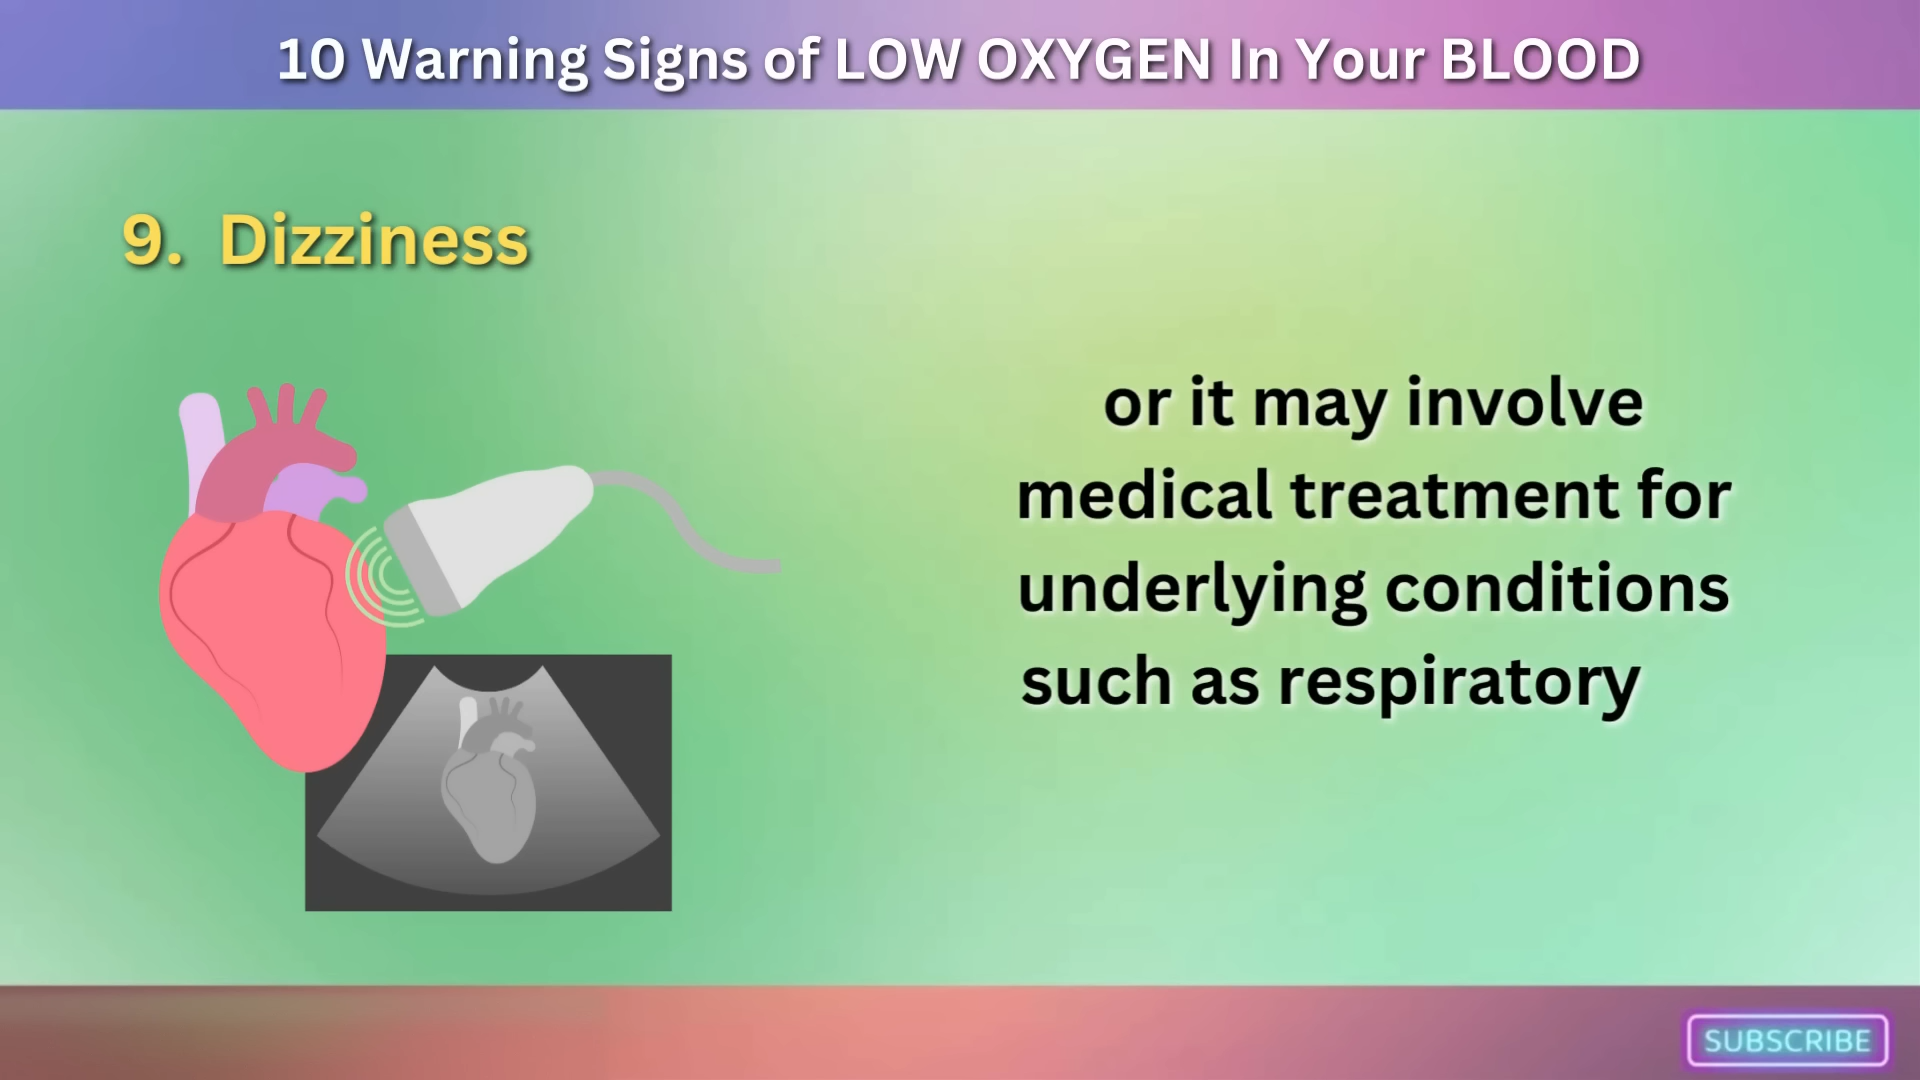 10 Warning Signs of LOW OXYGEN In Your BLOOD
9. Dizziness
or it may involve
medical treatment for
underlying conditions
such as respiratory
SUBSCRIBE